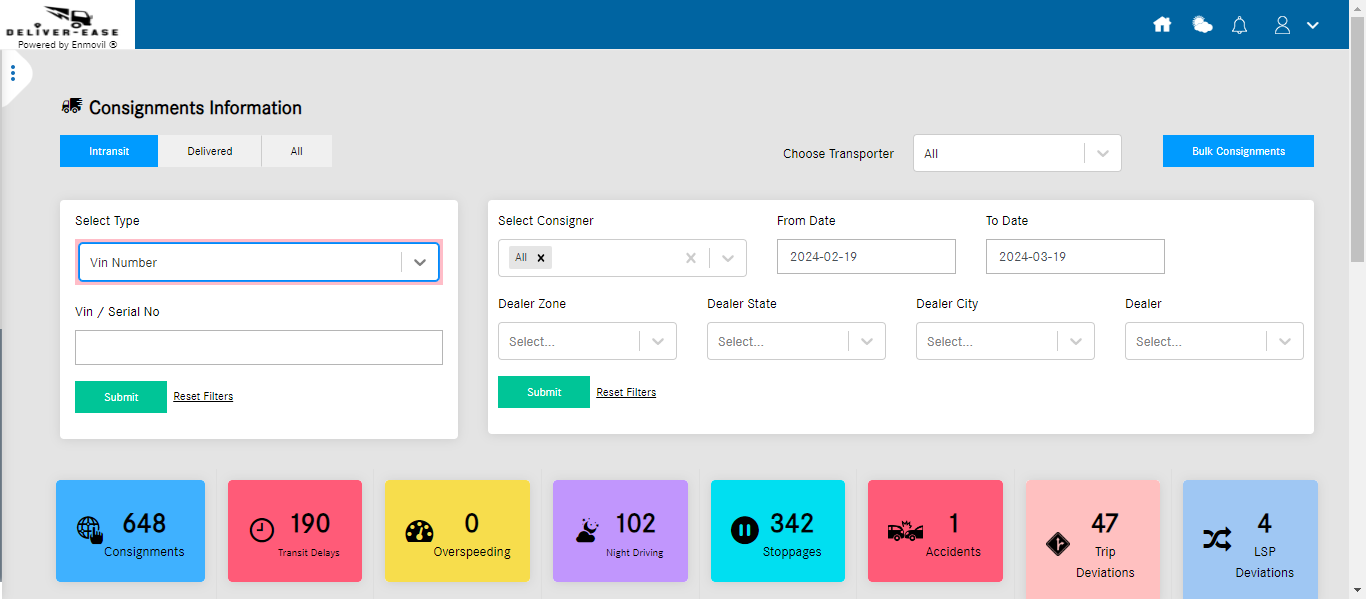 DELIVER-EASE
Powered by Enmovil ®
Consignments Information
Intransit Delivered All
Choose Transporter All Bulk Consignments
Select Type
Vin Number
Vin / Serial No
Submit Reset Filters
Select Consigner From Date To Date
All 2024-02-19 2024-03-19
Dealer Zone Dealer State Dealer City Dealer
Select... Select... Select... Select...
Submit Reset Filters
648
Consignments
190
Transit Delays
0
Overspeeding
102
Night Driving
342
Stoppages
1
Accidents
47
Trip
Deviations
4
LSP
Deviations